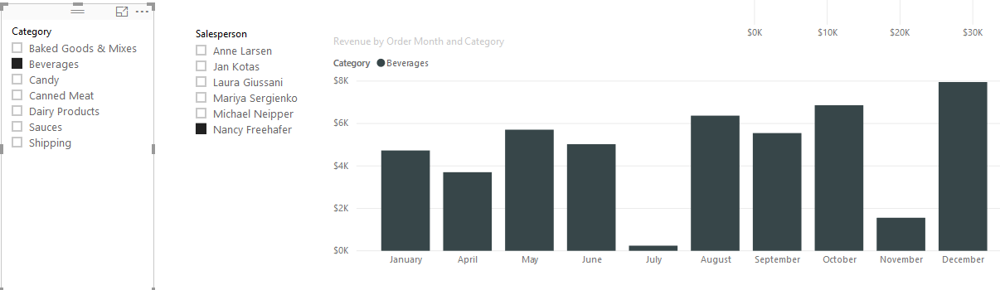 Category
Baked Goods & Mixes
Beverages
Candy
Canned Meat
Dairy Products
Sauces
Shipping
Salesperson
Anne Larsen
Jan Kotas
Laura Giussani
Mariya Sergienko
Michael Neipper
Nancy Freehafer
$0K $10K $20K $30K
Revenue by Order Month and Category
Category Beverages
$8K
$6K
$4K
$2K
$0K
January April May June July August September October November December